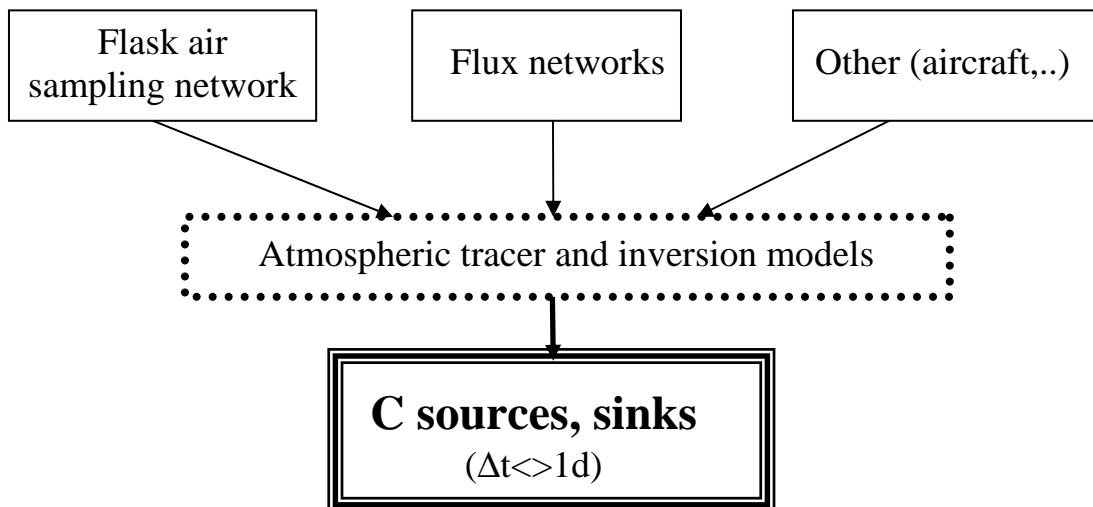 Flask air
sampling network
Flux networks
Other (aircraft,..)
Atmospheric tracer and inversion models
C sources, sinks
(Δt<>1d)